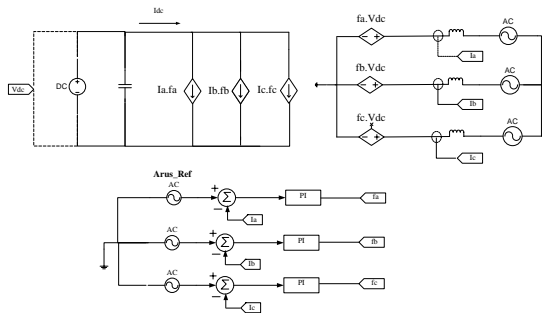 Idc
fa.Vdc
AC
Ia
Vdc
DC
Ia.fa
Ib.fb
Ic.fc
fb.Vdc
AC
Ib
fc.Vdc
AC
Ic
Arus_Ref
AC
+
Σ
−
PI
fa
Ia
AC
+
Σ
−
PI
fb
Ib
AC
+
Σ
−
PI
fc
Ic